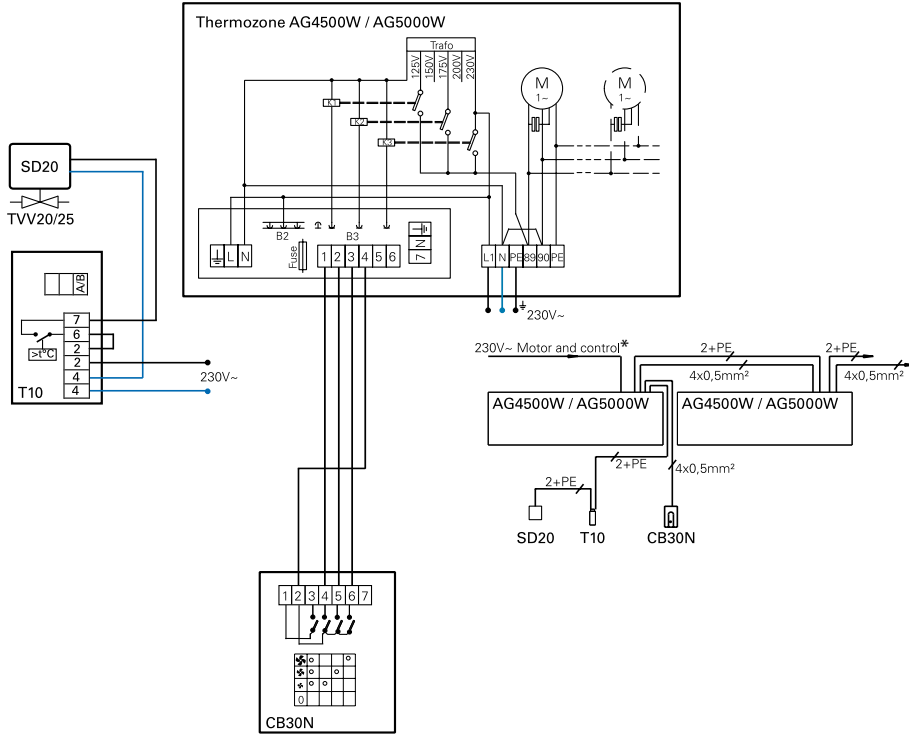 Thermozone AG4500W / AG5000W
Trafo
125V
150V
175V
200V
230V
M
1~
M
1~
K1
K2
K3
SD20
TVV20/25
B2
B3
Fuse
L N
1 2 3 4 5 6
7 N
L1 N PE 89 90 PE
230V~
A/B
7
6
2
2
4
4
>t°C
T10
230V~
230V~ Motor and control*
2+PE
4x0,5mm²
2+PE
4x0,5mm²
AG4500W / AG5000W
AG4500W / AG5000W
2+PE
4x0,5mm²
2+PE
SD20
T10
CB30N
1 2 3 4 5 6 7
0
CB30N